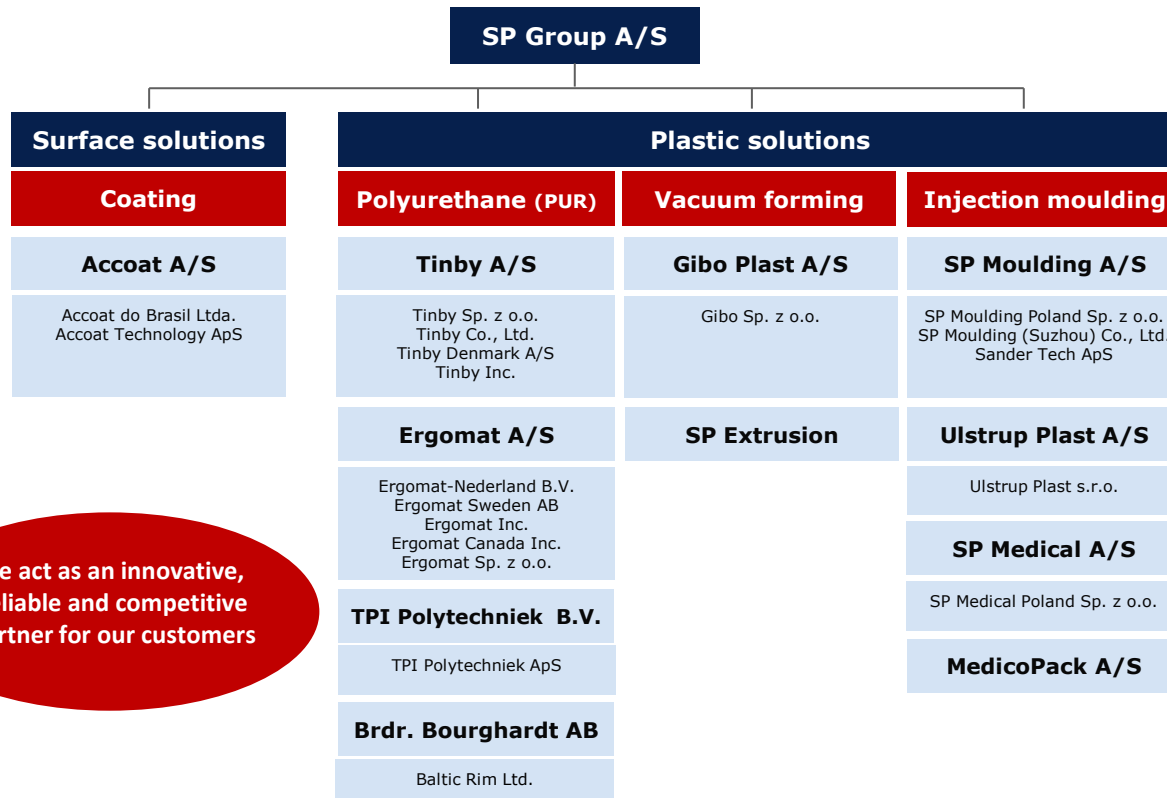 SP Group A/S
Surface solutions
Plastic solutions
Coating
Polyurethane (PUR)
Vacuum forming
Injection moulding
Accoat A/S
Accoat do Brasil Ltda.
Accoat Technology ApS
Tinby A/S
Tinby Sp. z o.o.
Tinby Co., Ltd.
Tinby Denmark A/S
Tinby Inc.
Ergomat A/S
Ergomat-Nederland B.V.
Ergomat Sweden AB
Ergomat Inc.
Ergomat Canada Inc.
Ergomat Sp. z o.o.
TPI Polytechniek B.V.
TPI Polytechniek ApS
Brdr. Bourghardt AB
Baltic Rim Ltd.
Gibo Plast A/S
Gibo Sp. z o.o.
SP Extrusion
SP Moulding A/S
SP Moulding Poland Sp. z o.o.
SP Moulding (Suzhou) Co., Ltd.
Sander Tech ApS
Ulstrup Plast A/S
Ulstrup Plast s.r.o.
SP Medical A/S
SP Medical Poland Sp. z o.o.
MedicoPack A/S
e act as an innovative,
eliable and competitive
rtner for our customers